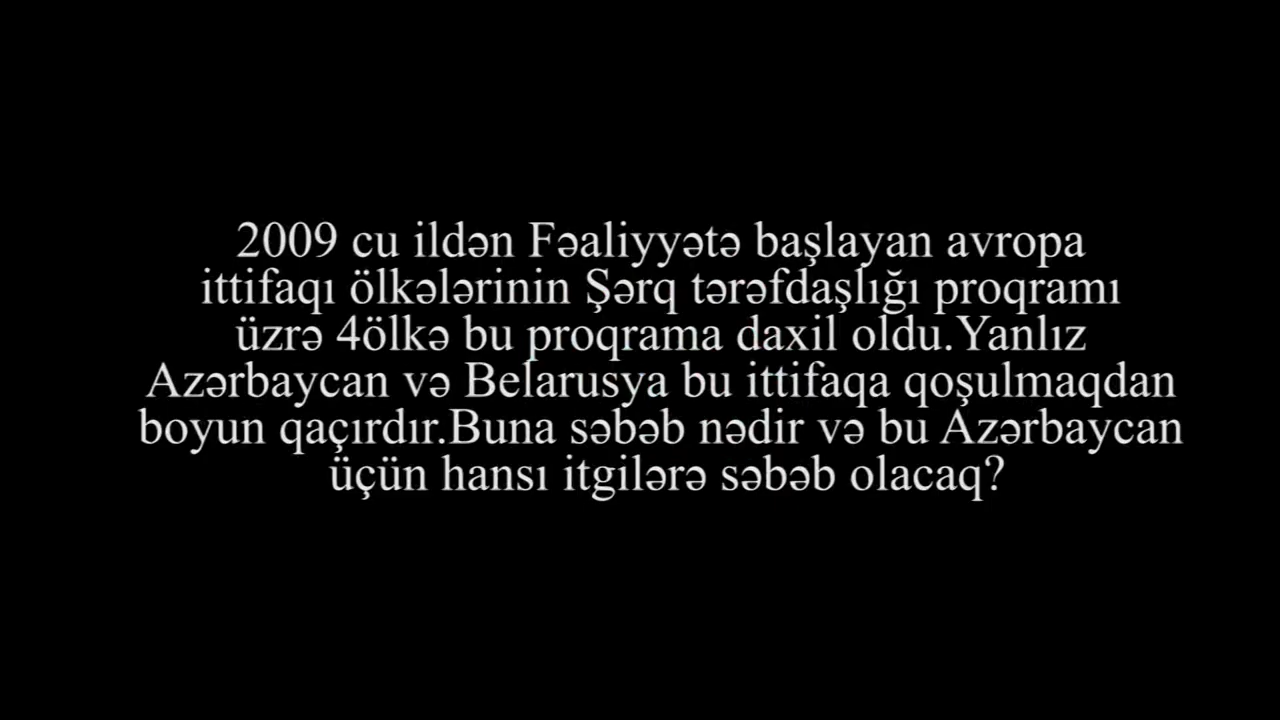 2009 cu ildən Fəaliyyətə başlayan avropa
ittifaqı ölkələrinin Şərq tərəfdaşlığı proqramı
üzrə 4ölkə bu proqrama daxil oldu.Yanlız
Azərbaycan və Belarusya bu ittifaqa qoşulmaqdan
boyun qaçırdır.Buna səbəb nədir və bu Azərbaycan
üçün hansı itgilərə səbəb olacaq?